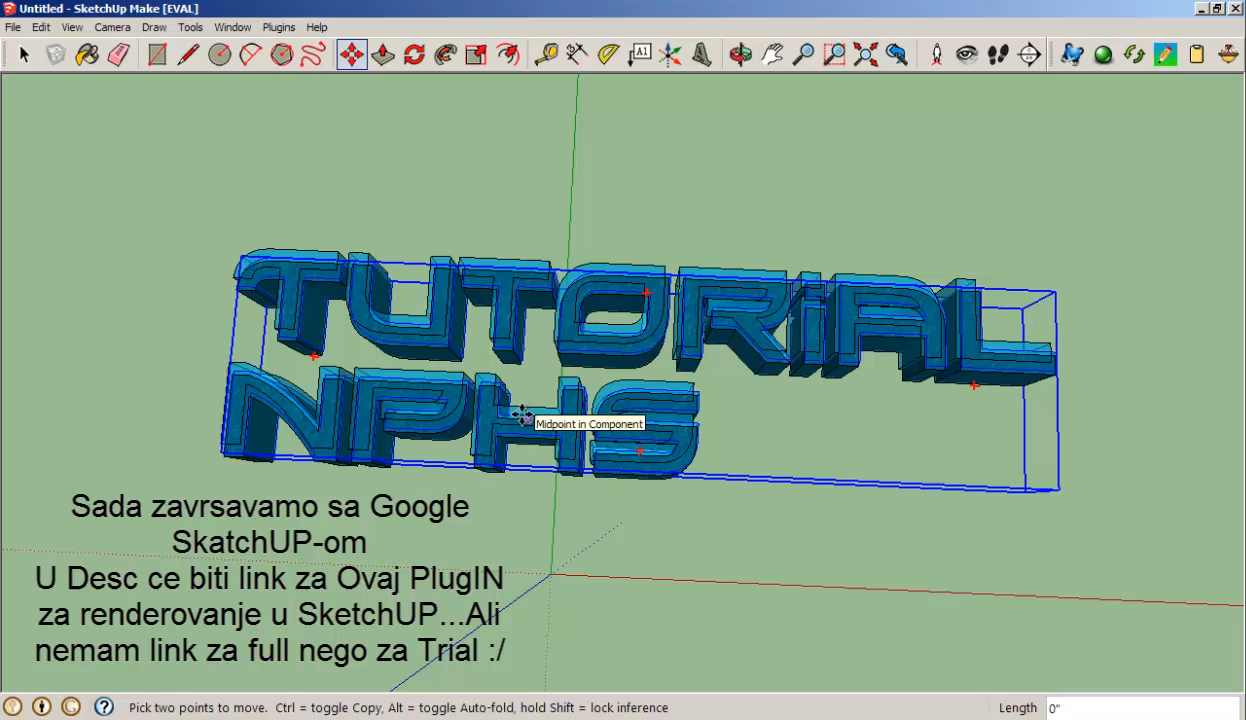 Untitled - SketchUp Make [EVAL]
File Edit View Camera Draw Tools Window Plugins Help
A1
TUTORiAL
NPHS
Midpoint in Component
Sada zavrsavamo sa Google
SkatchUP-om
U Desc ce biti link za Ovaj PlugIN
za renderovanje u SketchUP...Ali
nemam link za full nego za Trial :/
Pick two points to move. Ctrl = toggle Copy, Alt = toggle Auto-fold, hold Shift = lock inference
Length 0"